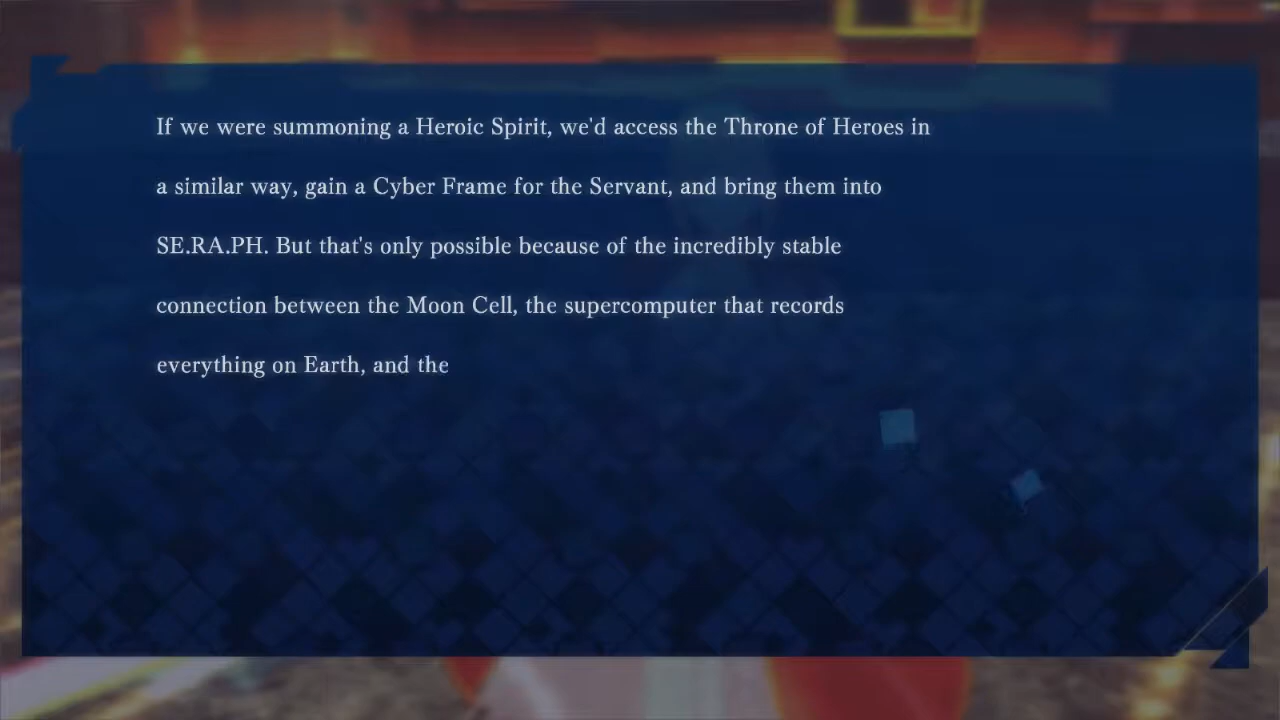 If we were summoning a Heroic Spirit, we'd access the Throne of Heroes in
a similar way, gain a Cyber Frame for the Servant, and bring them into
SE.RA.PH. But that's only possible because of the incredibly stable
connection between the Moon Cell, the supercomputer that records
everything on Earth, and the